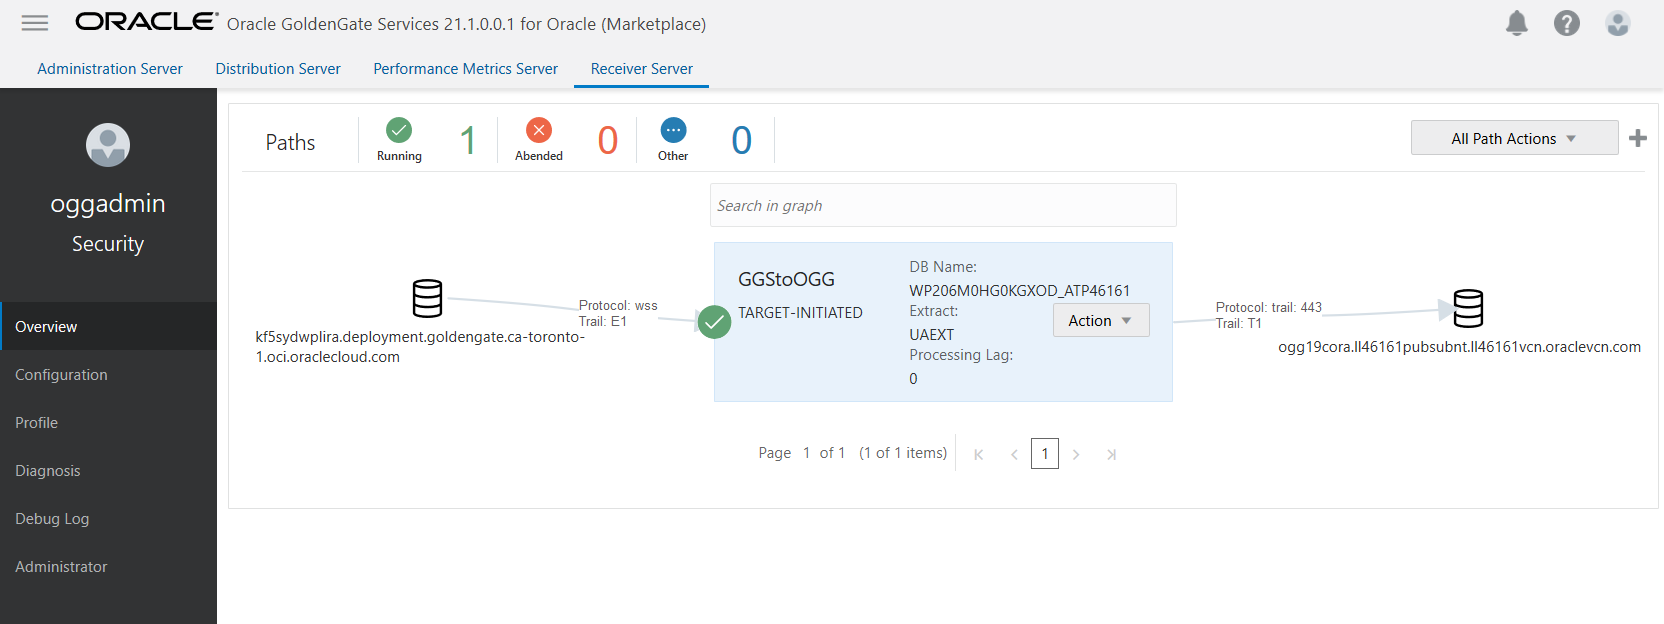 ORACLE Oracle GoldenGate Services 21.1.0.0.1 for Oracle (Marketplace)
Administration Server Distribution Server Performance Metrics Server Receiver Server
oggadmin
Security
Overview
Configuration
Profile
Diagnosis
Debug Log
Administrator
Paths
Running
1
Abended
0
Other
0
All Path Actions
Search in graph
kf5sydwplira.deployment.goldengate.ca-toronto-
1.oci.oraclecloud.com
Protocol: wss
Trail: E1
GGStoOGG
TARGET-INITIATED
DB Name:
WP206M0HG0KGXOD_ATP46161
Extract:
UAEXT
Processing Lag:
0
Action
Protocol: trail: 443
Trail: T1
ogg19cora.ll46161pubsubnt.ll46161vcn.oraclevcn.com
Page 1 of 1 (1 of 1 items) 1